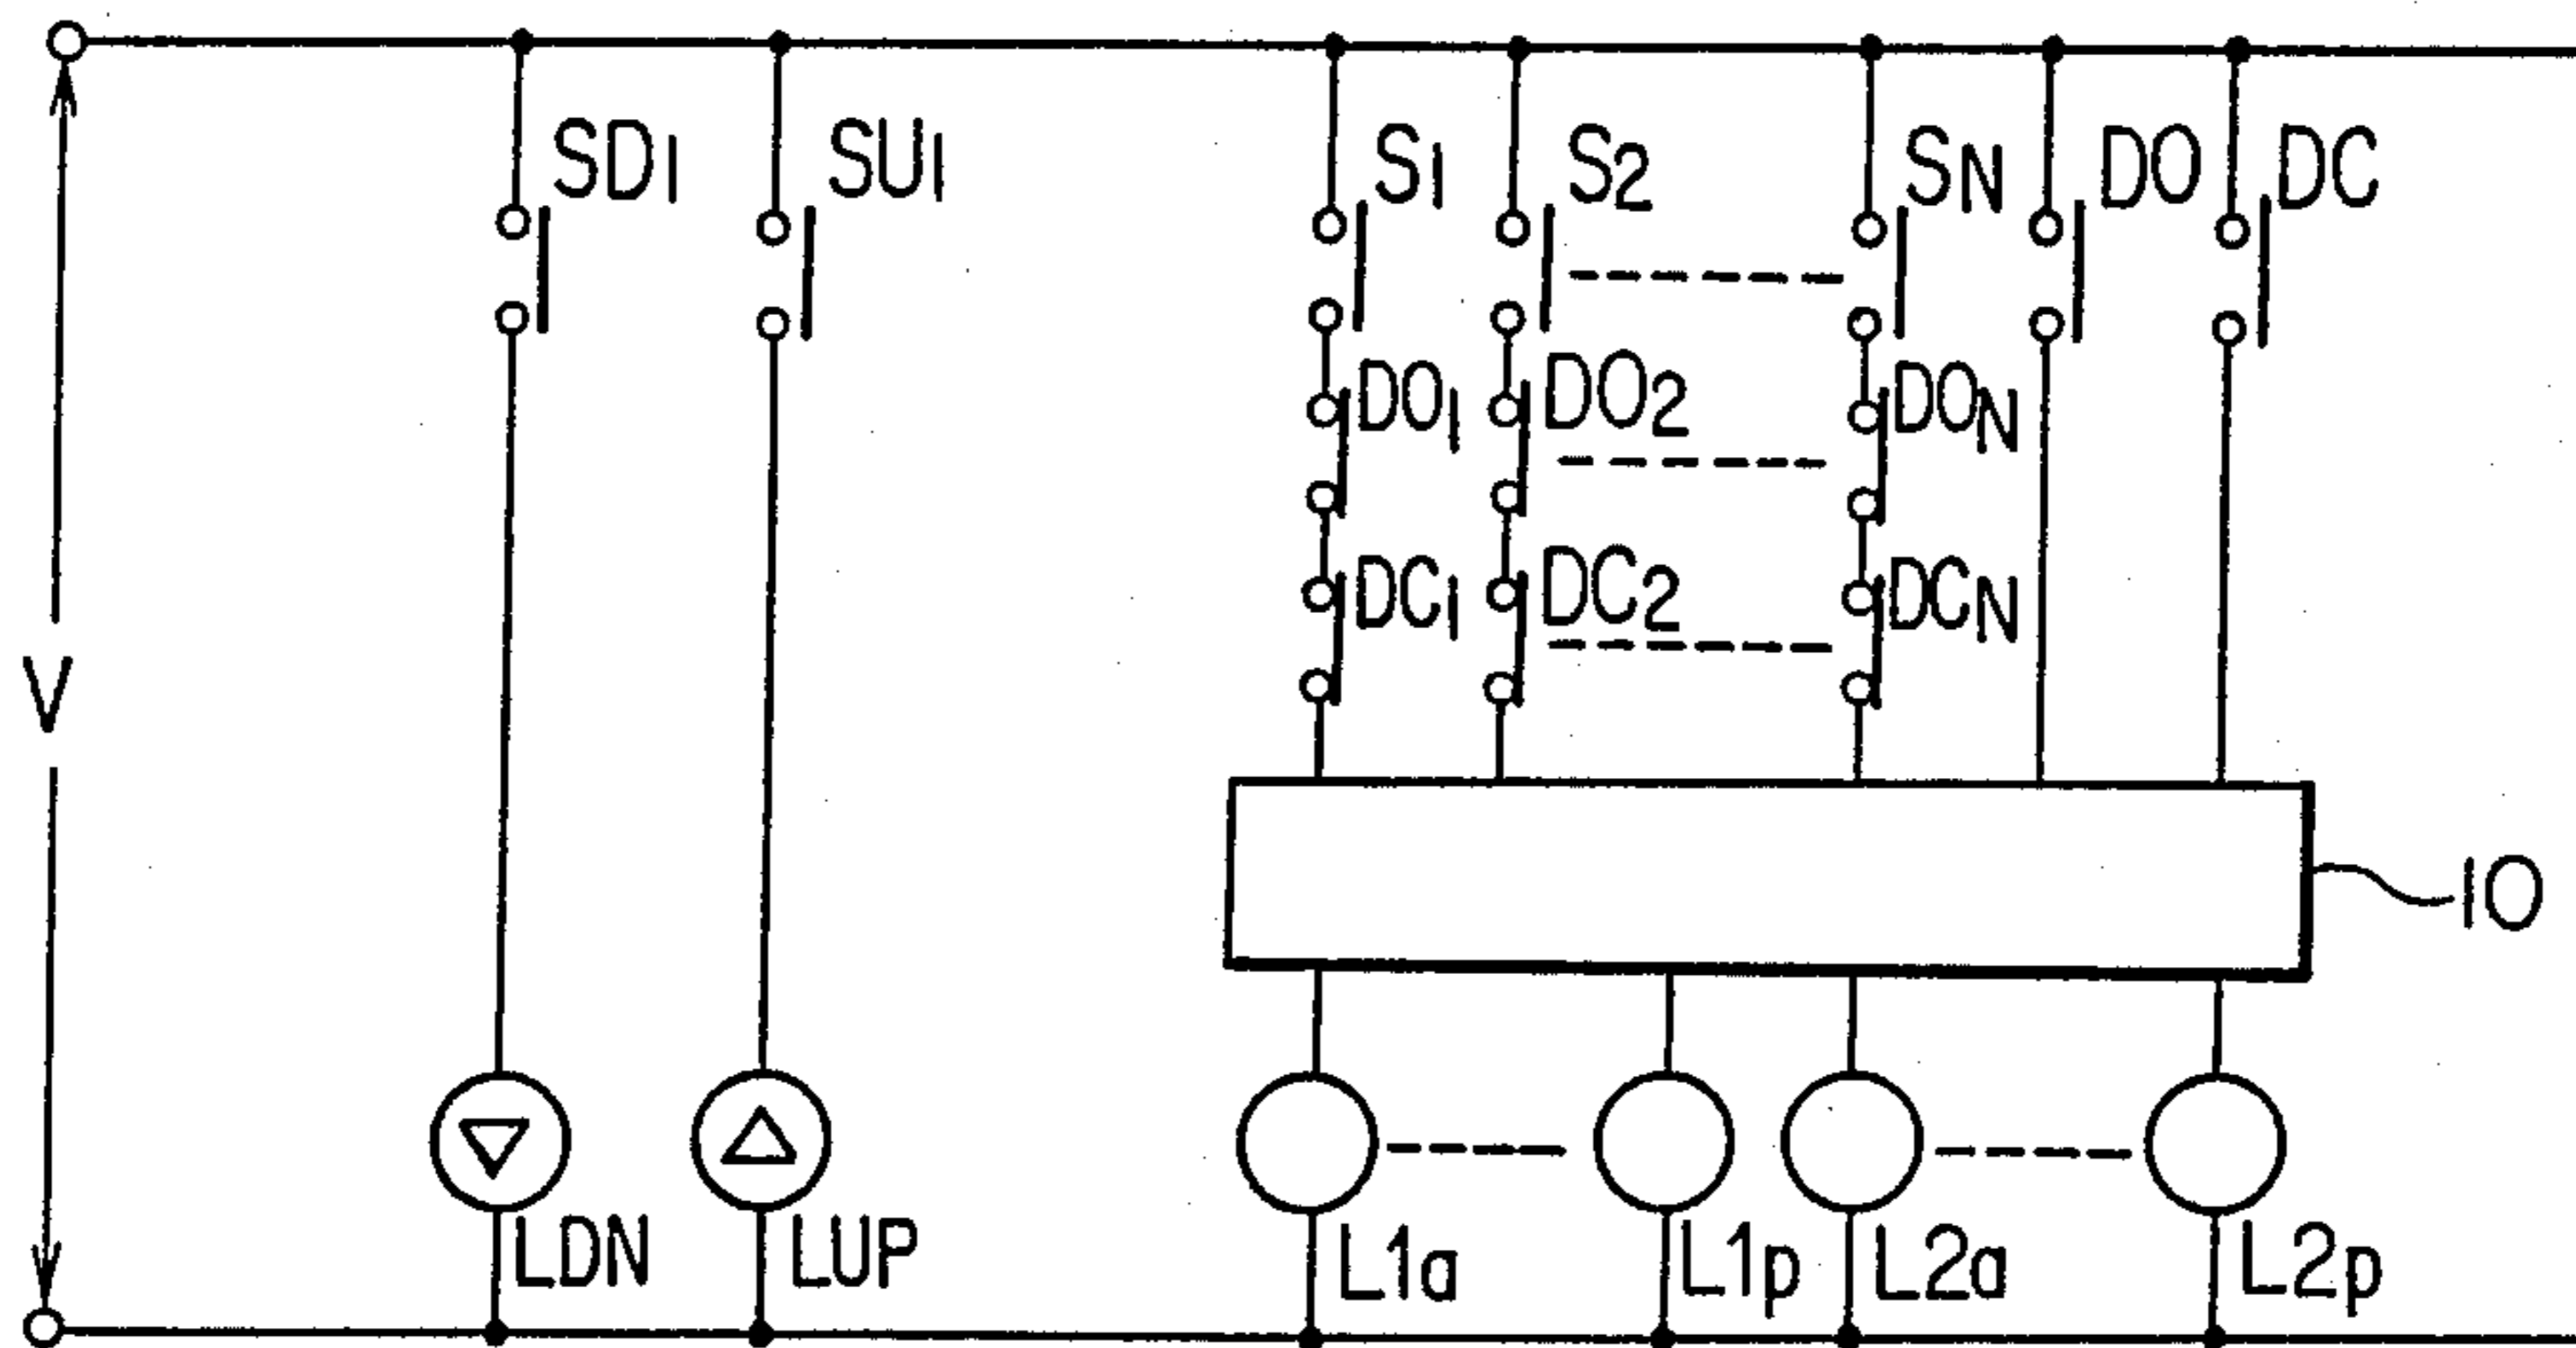 SD1 SU1 S1 S2 SN DO DC
DO1 DO2 DON
DC1 DC2 DCN
V
10
LDN LUP L1a L1p L2a L2p